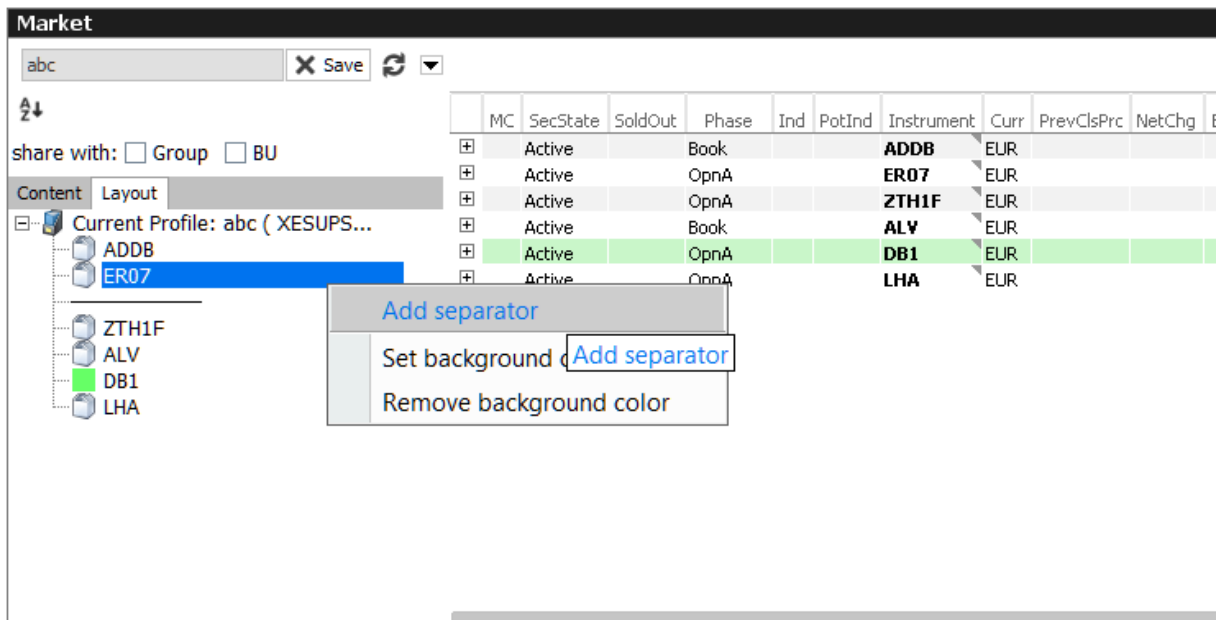 Market
abc
Save
A
Z
share with: Group BU
Content Layout
Current Profile: abc ( XESUPS...
ADDB
ER07
ZTH1F
ALV
DB1
LHA
MC SecState SoldOut Phase Ind PotInd Instrument Curr PrevClsPrc NetChg
Active Book ADDB EUR
Active OpnA ER07 EUR
Active OpnA ZTH1F EUR
Active Book ALV EUR
Active OpnA DB1 EUR
Active OpnA LHA EUR
Add separator
Set background
Add separator
Remove background color